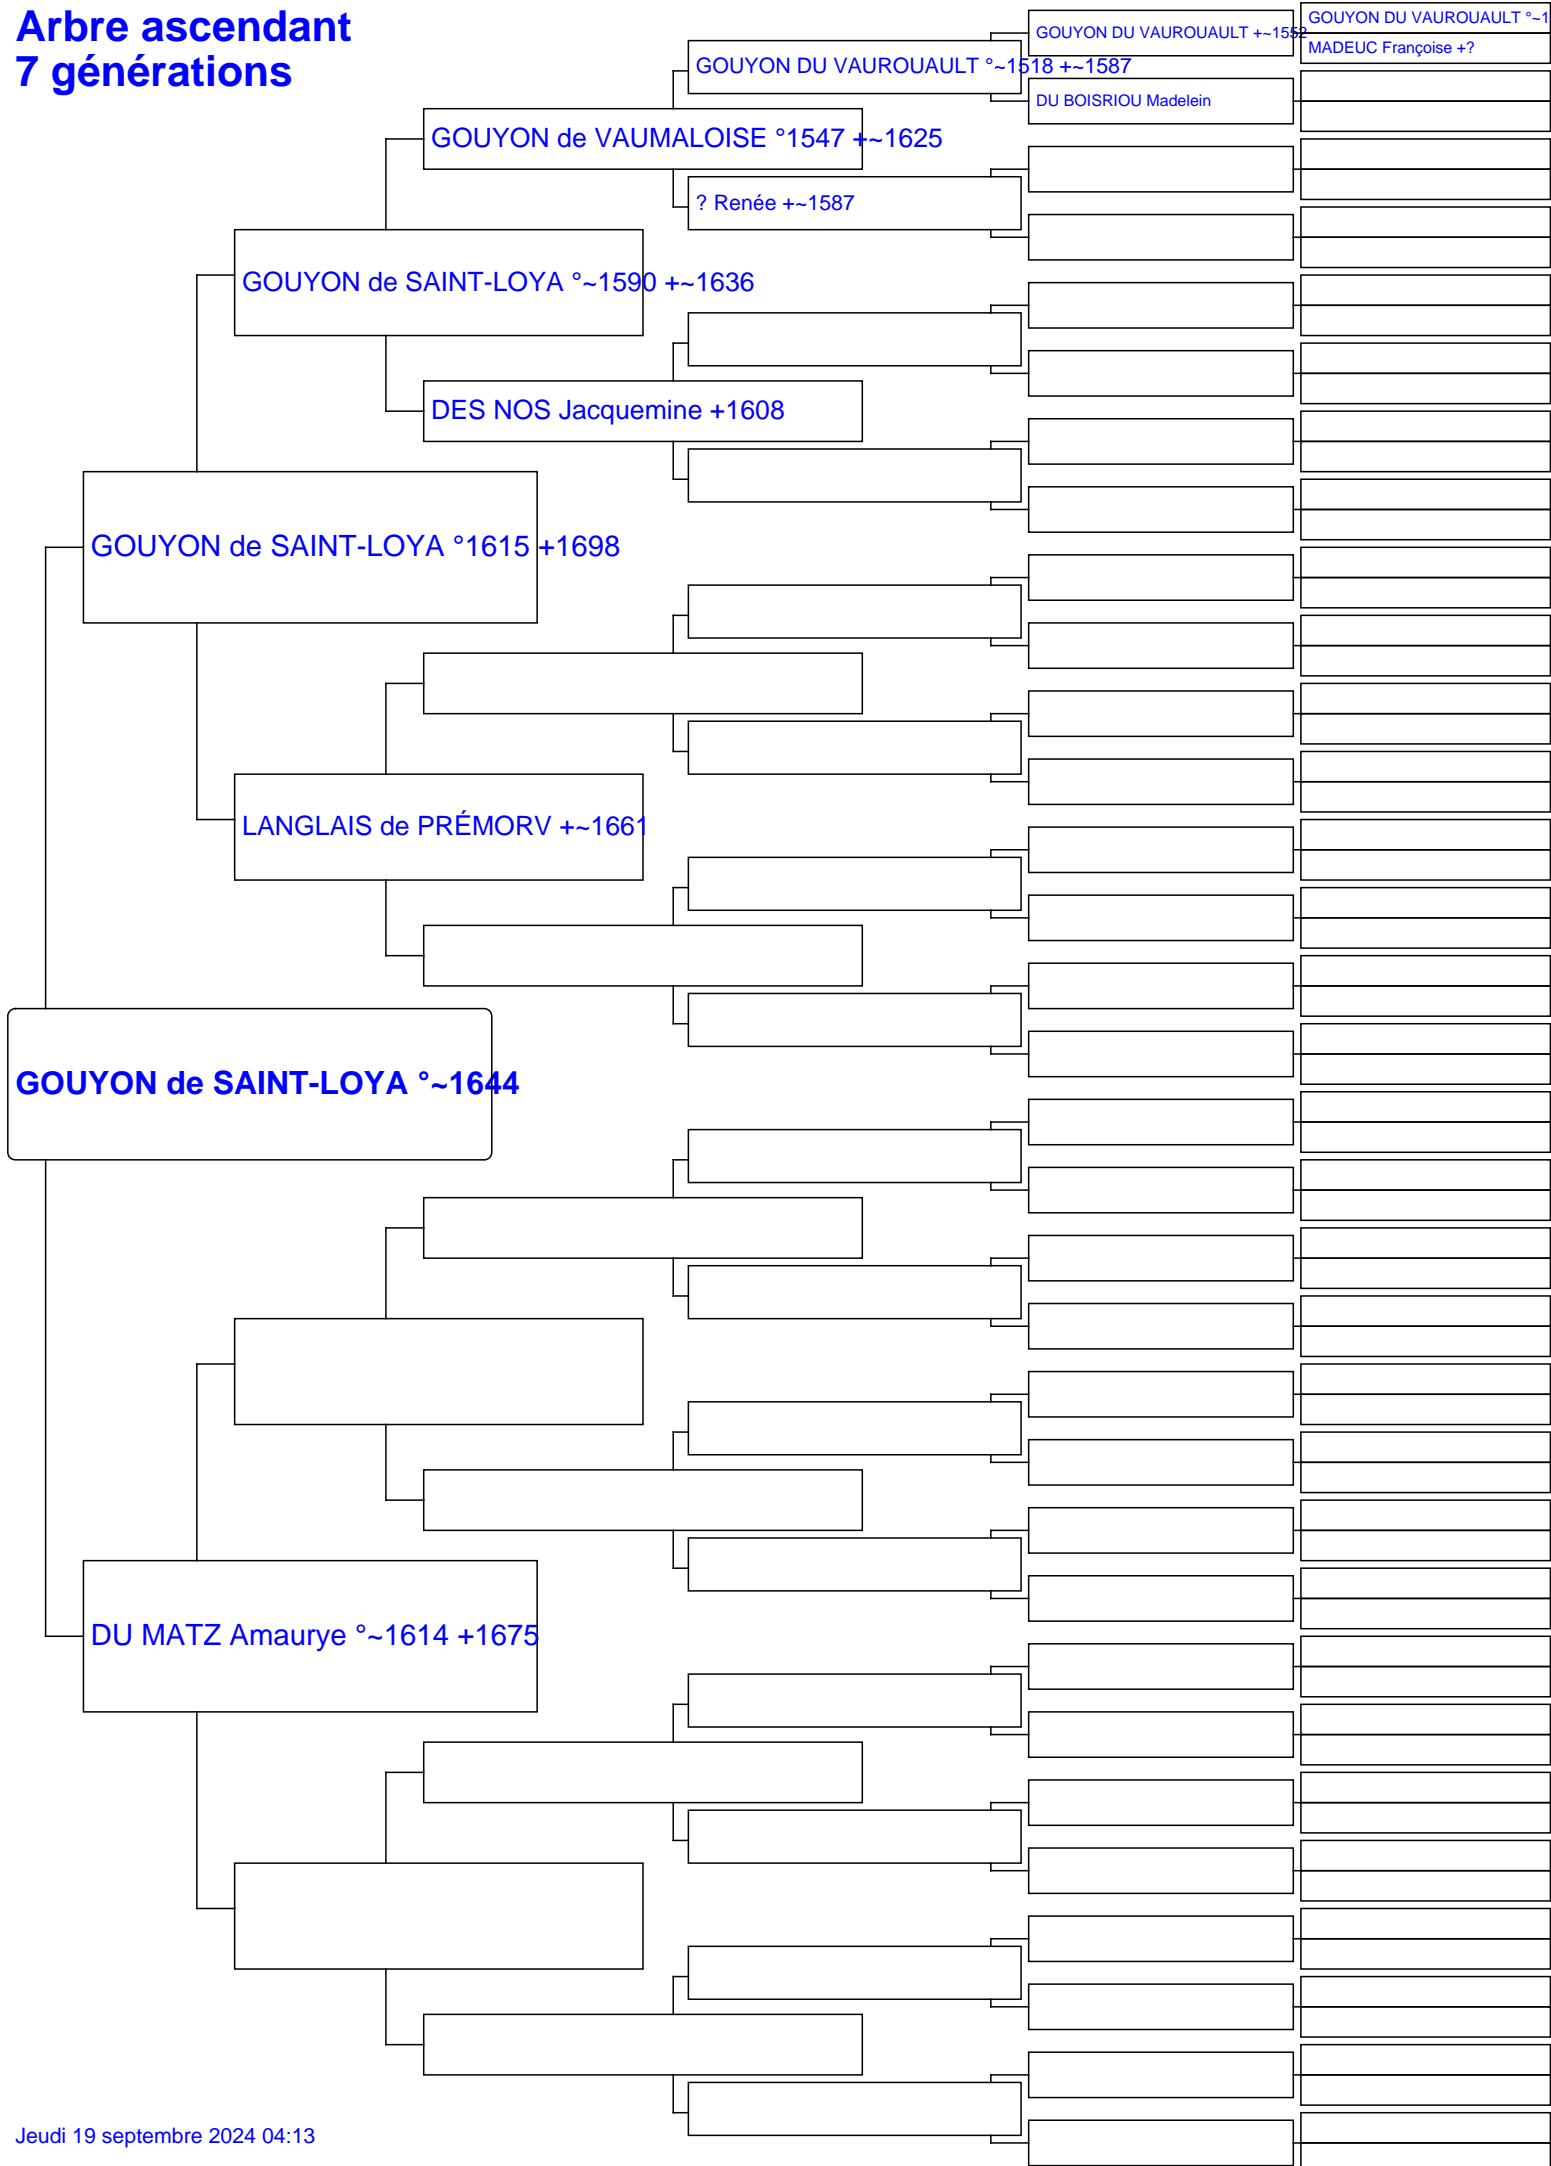 Arbre ascendant
7 générations
GOUYON DU VAUROUAULT °~1
MADEUC Françoise +?
GOUYON DU VAUROUAULT +~1552
DU BOISRIOU Madelein
GOUYON DU VAUROUAULT °~1518 +~1587
? Renée +~1587
GOUYON de VAUMALOISE °1547 +~1625
GOUYON de SAINT-LOYA °~1590 +~1636
DES NOS Jacquemine +1608
GOUYON de SAINT-LOYA °1615 +1698
LANGLAIS de PRÉMORV +~1661
GOUYON de SAINT-LOYA °~1644
DU MATZ Amaurye °~1614 +1675
Jeudi 19 septembre 2024 04:13